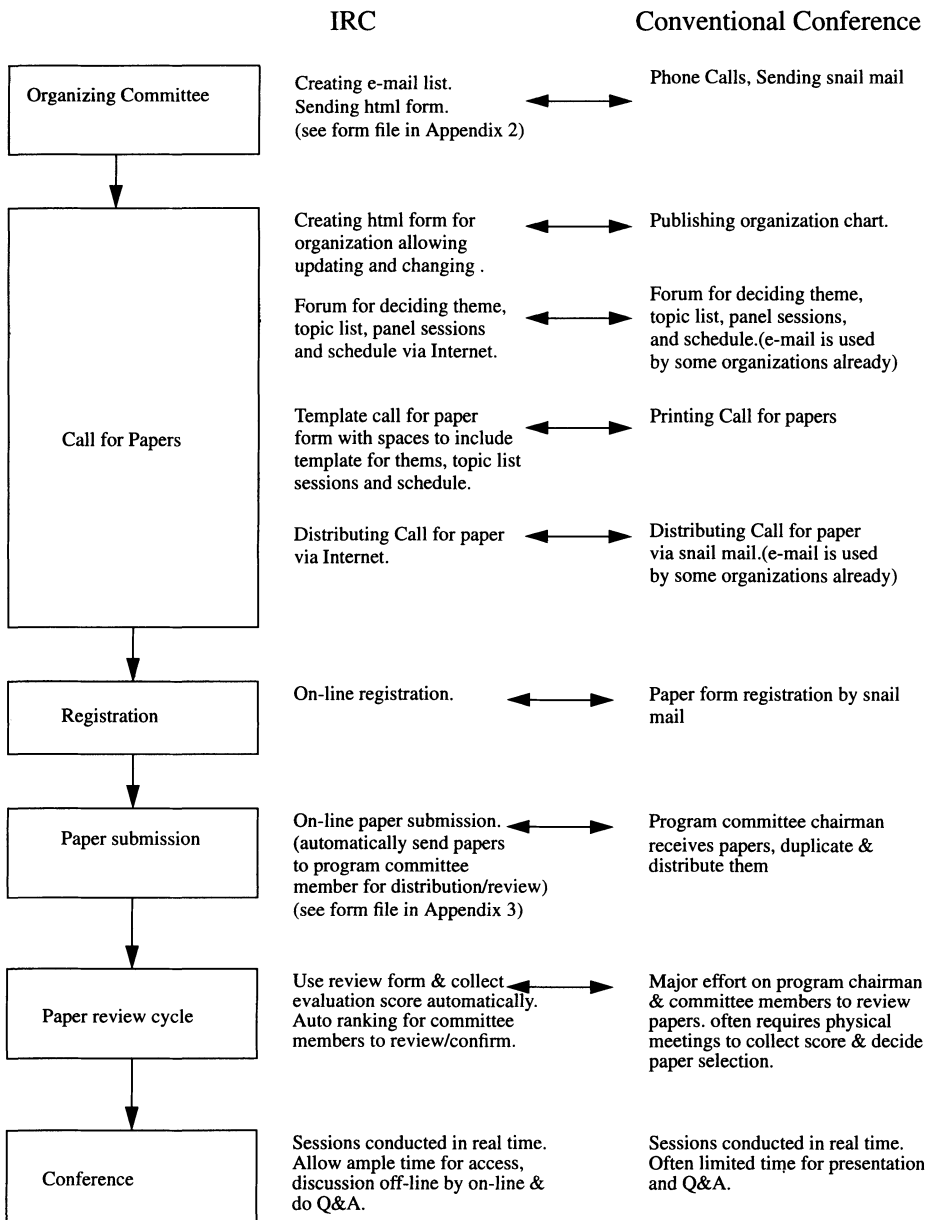 IRC
Conventional Conference
Organizing Committee
Creating e-mail list.
Sending html form.
(see form file in Appendix 2)
Phone Calls, Sending snail mail
Call for Papers
Creating html form for
organization allowing
updating and changing .
Publishing organization chart.
Forum for deciding theme,
topic list, panel sessions
and schedule via Internet.
Forum for deciding theme,
topic list, panel sessions,
and schedule.(e-mail is used
by some organizations already)
Template call for paper
form with spaces to include
template for thems, topic list
sessions and schedule.
Printing Call for papers
Distributing Call for paper
via Internet.
Distributing Call for paper
via snail mail.(e-mail is used
by some organizations already)
Registration
On-line registration.
Paper form registration by snail
mail
Paper submission
On-line paper submission.
(automatically send papers
to program committee
member for distribution/review)
(see form file in Appendix 3)
Program committee chairman
receives papers, duplicate &
distribute them
Paper review cycle
Use review form & collect
evaluation score automatically.
Auto ranking for committee
members to review/confirm.
Major effort on program chairman
& committee members to review
papers. often requires physical
meetings to collect score & decide
paper selection.
Conference
Sessions conducted in real time.
Allow ample time for access,
discussion off-line by on-line &
do Q&A.
Sessions conducted in real time.
Often limited time for presentation
and Q&A.